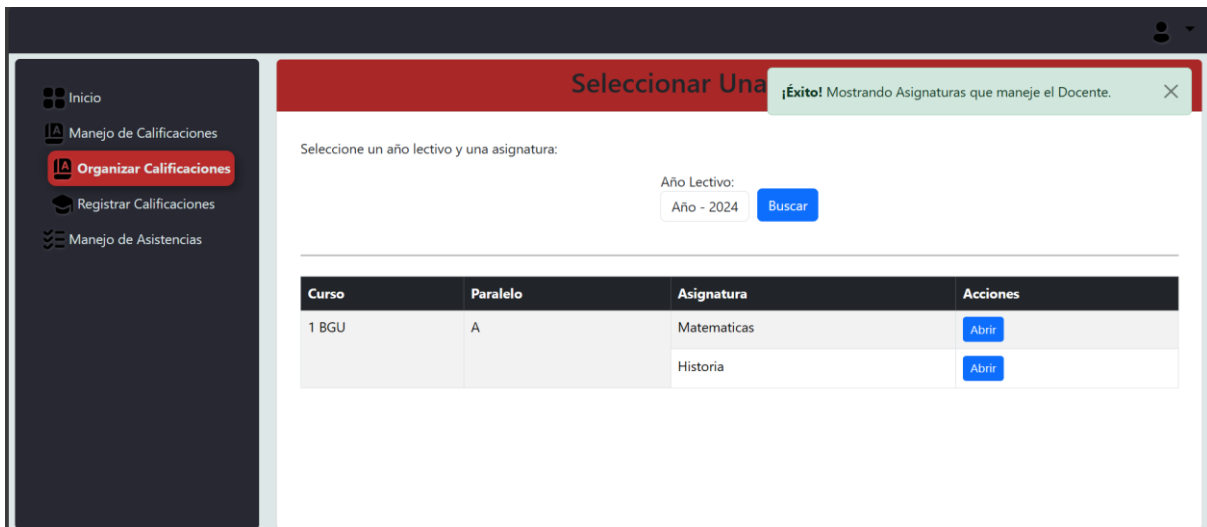 Inicio
Manejo de Calificaciones
Organizar Calificaciones
Registrar Calificaciones
Manejo de Asistencias
Seleccionar Una
¡Éxito! Mostrando Asignaturas que maneje el Docente.
Seleccione un año lectivo y una asignatura:
Año Lectivo:
Año - 2024 Buscar
Curso Paralelo Asignatura Acciones
1 BGU A Matematicas Abrir
Historia Abrir